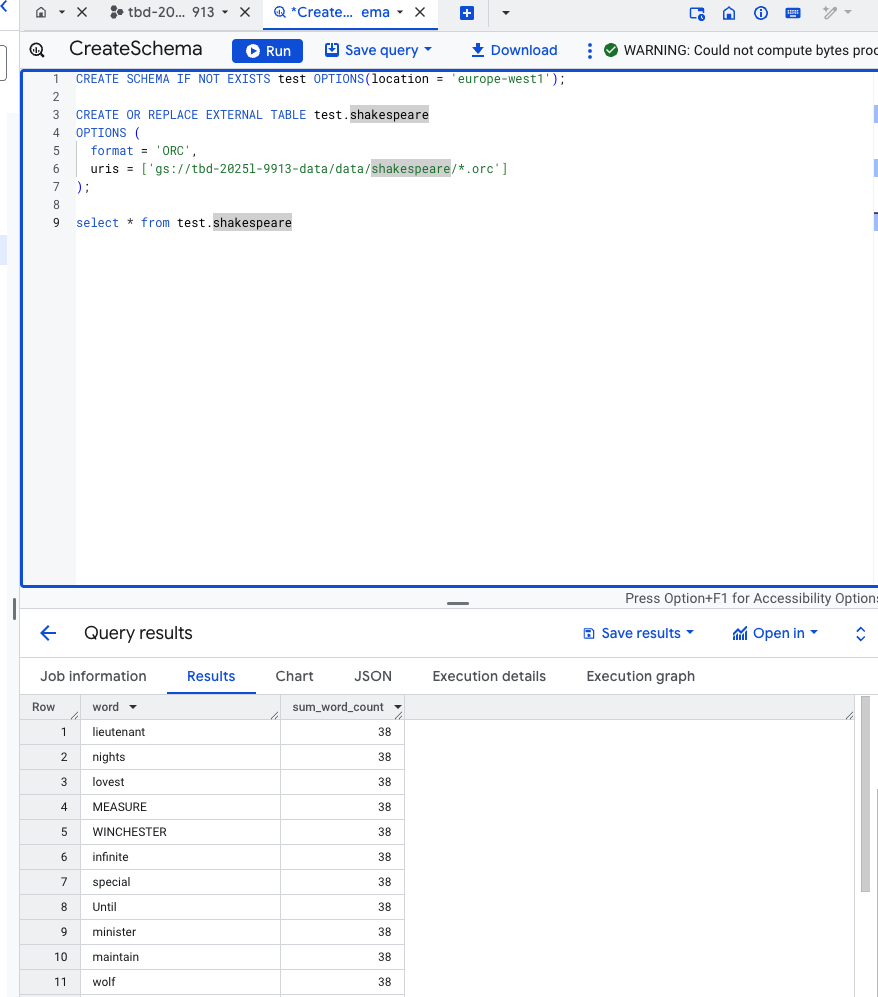 tbd-20... 913
*Create... ema
CreateSchema
Run
Save query
Download
WARNING: Could not compute bytes proc
1 CREATE SCHEMA IF NOT EXISTS test OPTIONS(location = 'europe-west1');
2
3 CREATE OR REPLACE EXTERNAL TABLE test.shakespeare
4 OPTIONS (
5 format = 'ORC',
6 uris = ['gs://tbd-2025l-9913-data/data/shakespeare/*.orc']
7 );
8
9 select * from test.shakespeare
Press Option+F1 for Accessibility Options
Query results
Save results
Open in
Job information
Results
Chart
JSON
Execution details
Execution graph
Row word sum_word_count
1 lieutenant 38
2 nights 38
3 lovest 38
4 MEASURE 38
5 WINCHESTER 38
6 infinite 38
7 special 38
8 Until 38
9 minister 38
10 maintain 38
11 wolf 38